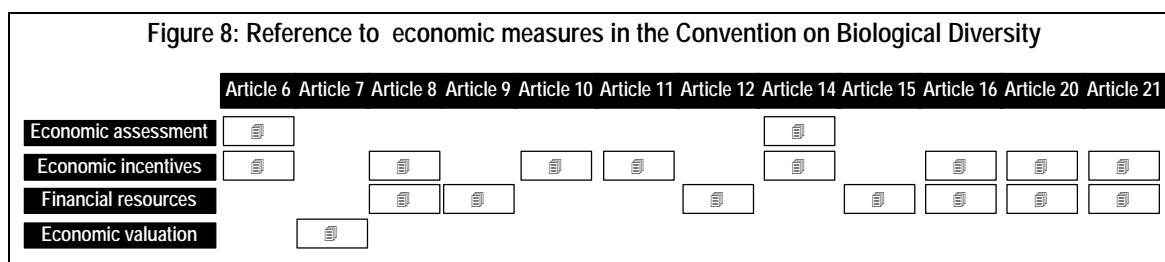 Figure 8: Reference to economic measures in the Convention on Biological Diversity
Article 6 Article 7 Article 8 Article 9 Article 10 Article 11 Article 12 Article 14 Article 15 Article 16 Article 20 Article 21
Economic assessment
Economic incentives
Financial resources
Economic valuation